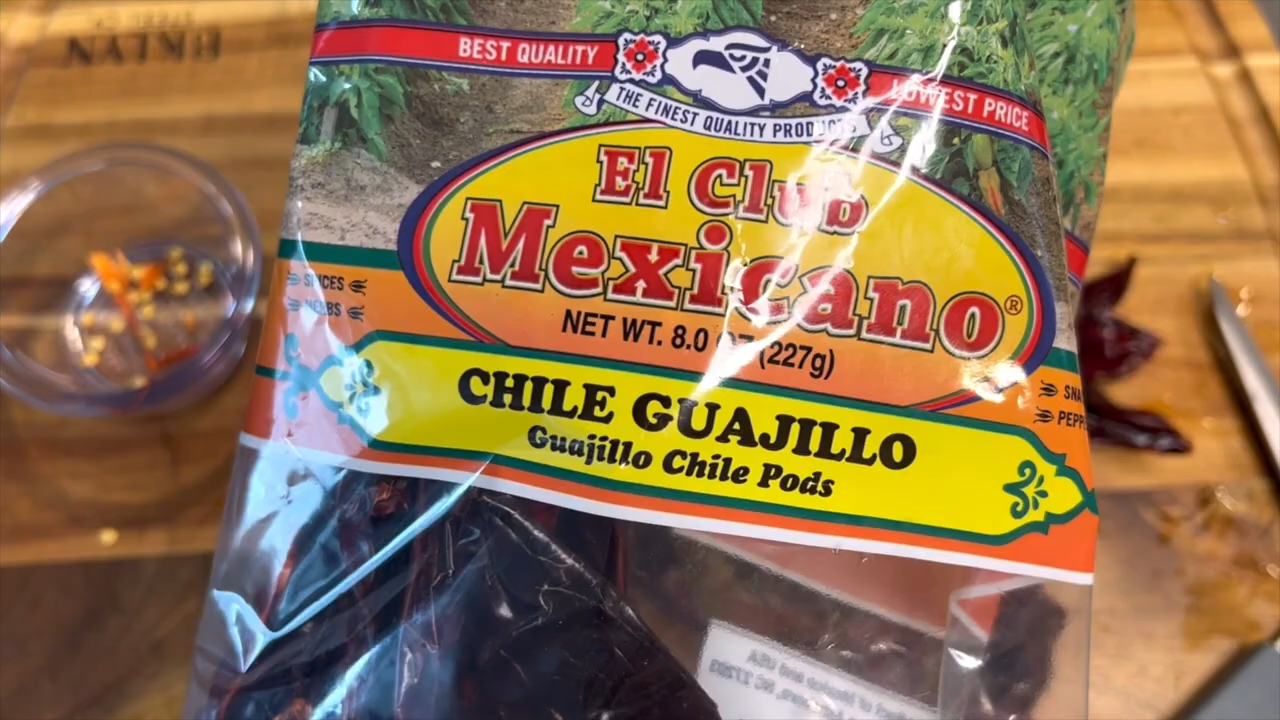 BEST QUALITY
LOWEST PRICE
THE FINEST QUALITY PRODUCTS
El Club
Mexicano®
NET WT. 8.0 OZ (227g)
SPICES
HERBS
CHILE GUAJILLO
Guajillo Chile Pods